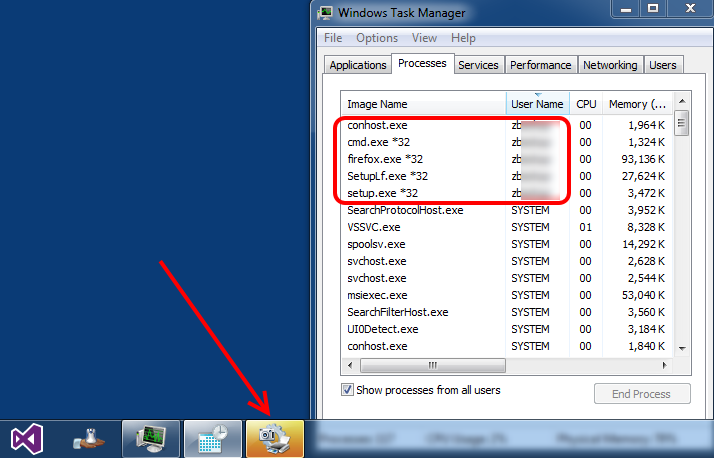 Windows Task Manager
File Options View Help
Applications Processes Services Performance Networking Users
Image Name User Name CPU Memory (...
conhost.exe zb 00 1,964 K
cmd.exe *32 zb 00 1,324 K
firefox.exe *32 zb 00 93,136 K
SetupLf.exe *32 zb 00 27,624 K
setup.exe *32 zb 00 3,472 K
SearchProtocolHost.exe SYSTEM 00 3,952 K
VSSVC.exe SYSTEM 01 8,328 K
spoolsv.exe SYSTEM 00 14,292 K
svchost.exe SYSTEM 00 2,628 K
svchost.exe SYSTEM 00 2,544 K
msiexec.exe SYSTEM 00 53,040 K
SearchFilterHost.exe SYSTEM 00 3,560 K
UI0Detect.exe SYSTEM 00 3,184 K
conhost.exe SYSTEM 00 1,840 K
Show processes from all users End Process